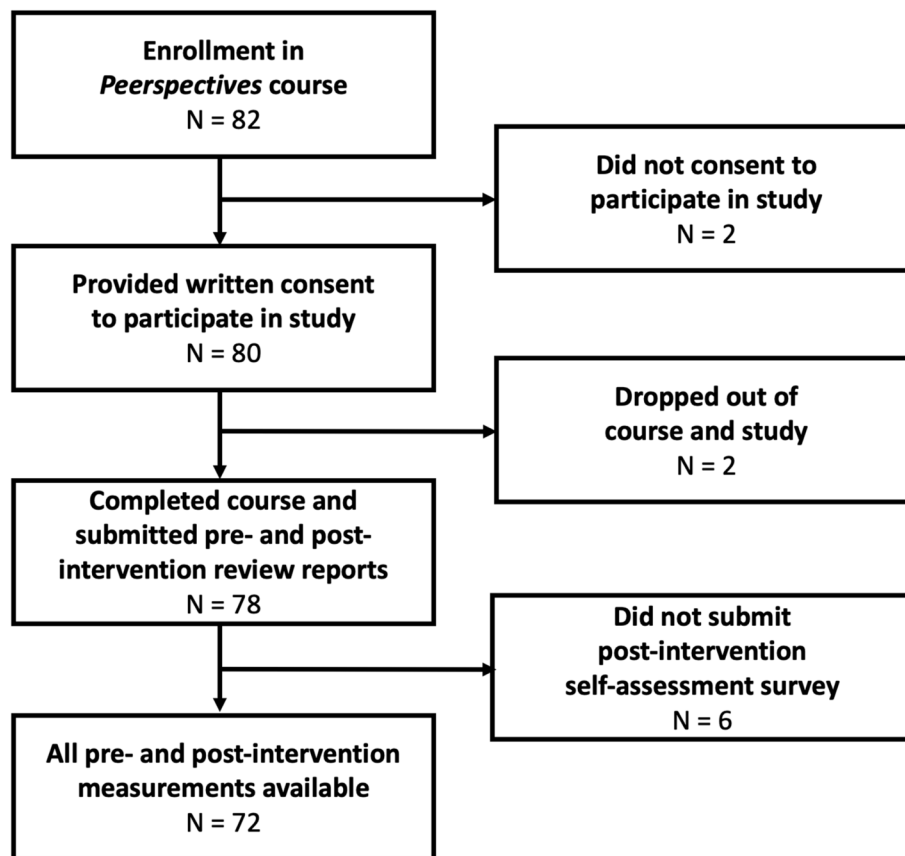 Enrollment in
Peerspectives course
N = 82
Did not consent to
participate in study
N = 2
Provided written consent
to participate in study
N = 80
Dropped out of
course and study
N = 2
Completed course and
submitted pre- and post-
intervention review reports
N = 78
Did not submit
post-intervention
self-assessment survey
N = 6
All pre- and post-intervention
measurements available
N = 72